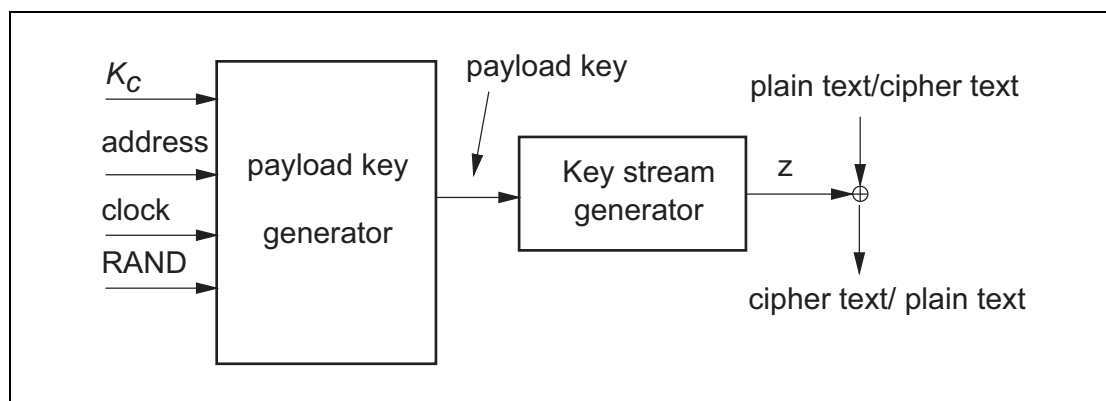 K_c
address
clock
RAND
payload key
generator
payload key
Key stream
generator
z
plain text/cipher text
cipher text/ plain text